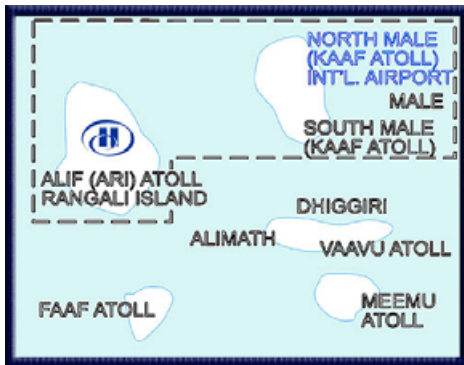 NORTH MALE
(KAAF ATOLL)
INT'L. AIRPORT
MALE
SOUTH MALE
(KAAF ATOLL)
H
ALIF (ARI) ATOLL
RANGALI ISLAND
DHIGGIRI
ALIMATH
VAAVU ATOLL
FAAF ATOLL
MEEMU
ATOLL